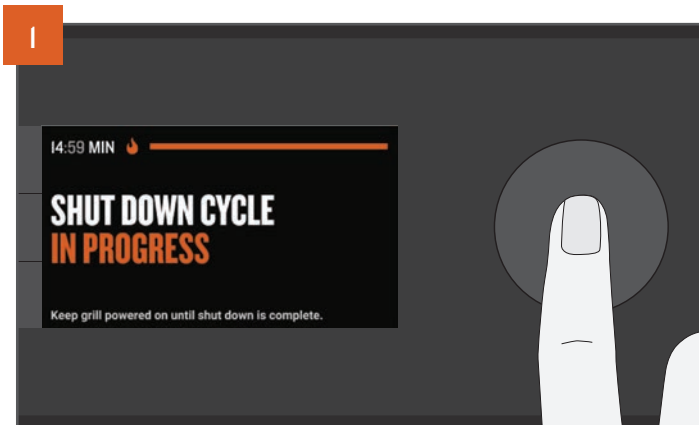 1
14:59 MIN
SHUT DOWN CYCLE
IN PROGRESS
Keep grill powered on until shut down is complete.